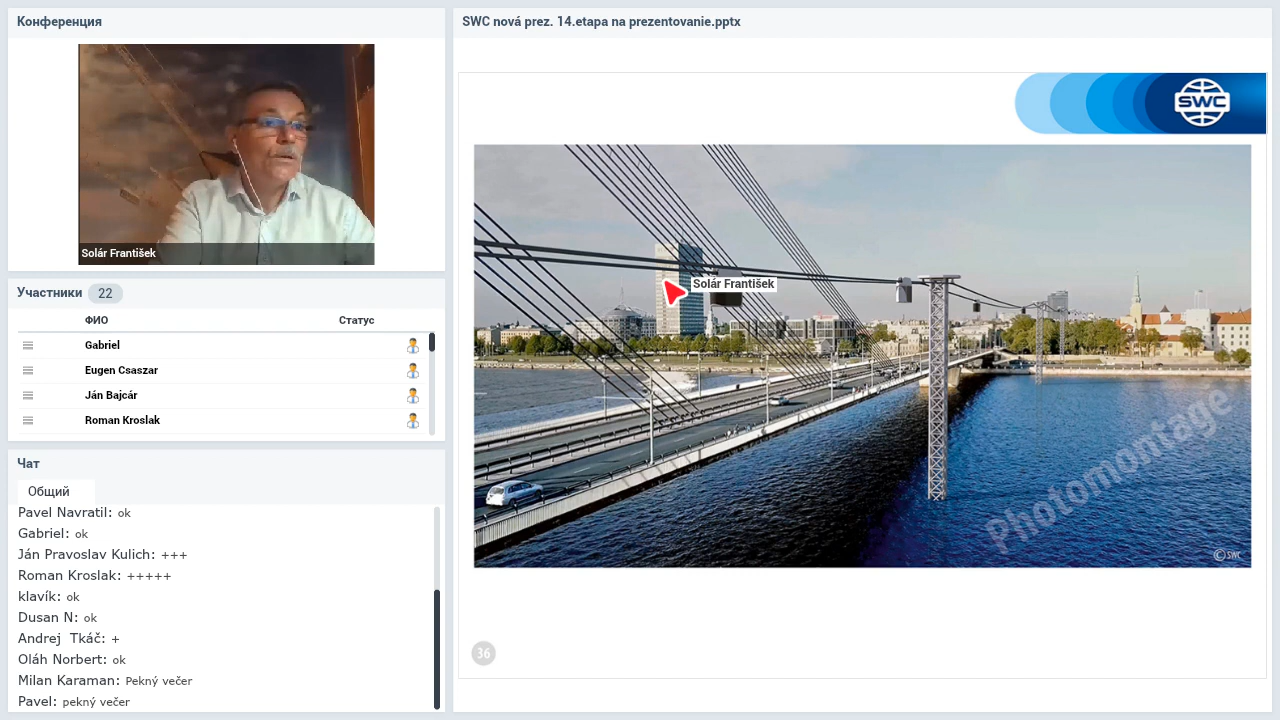 Конференция
Solár František
Участники 22
ФИО Статус
Gabriel
Eugen Csaszar
Ján Bajcár
Roman Kroslak
Чат
Общий
Pavel Navratil: ok
Gabriel: ok
Ján Pravoslav Kulich: +++
Roman Kroslak: +++++
klavík: ok
Dusan N: ok
Andrej Tkáč: +
Oláh Norbert: ok
Milan Karaman: Pekný večer
Pavel: pekný večer
SWC nová prez. 14.etapa na prezentovanie.pptx
SWC
Solár František
Photomontage
© SWC
36